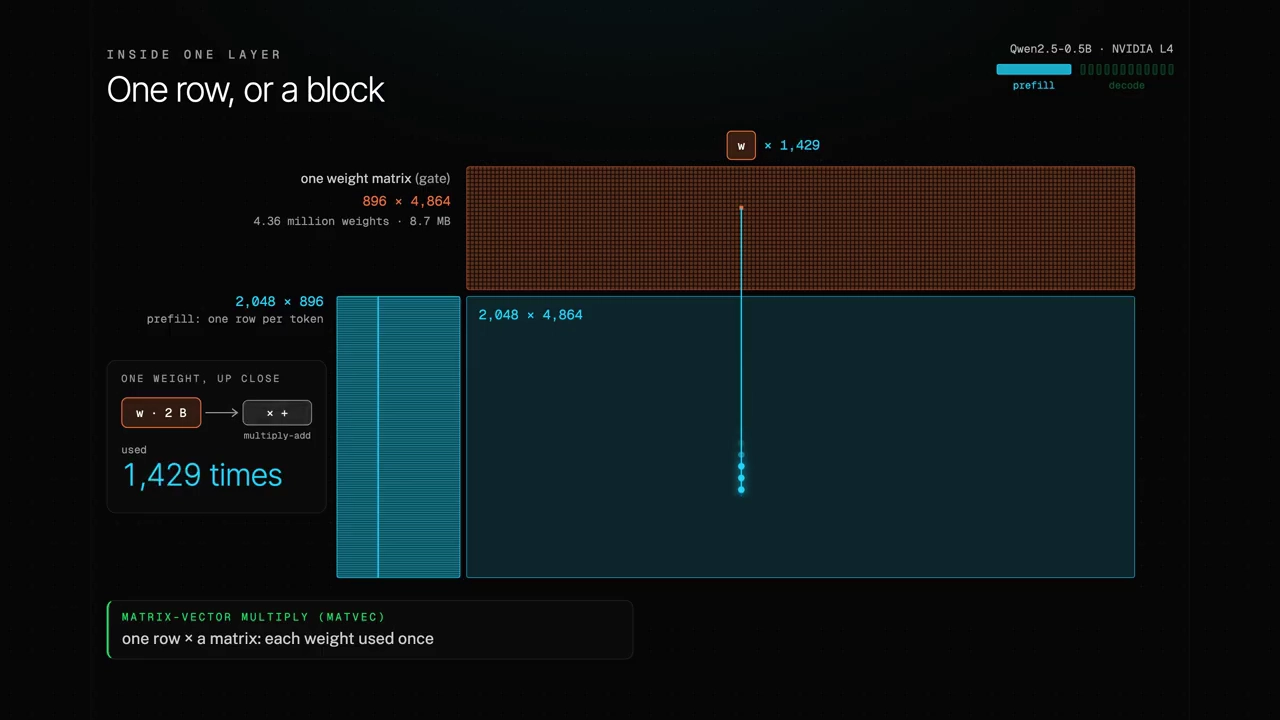 INSIDE ONE LAYER
One row, or a block
Qwen2.5-0.5B · NVIDIA L4
prefill
decode
w × 1,429
one weight matrix (gate)
896 × 4,864
4.36 million weights · 8.7 MB
2,048 × 896
prefill: one row per token
2,048 × 4,864
ONE WEIGHT, UP CLOSE
w · 2 B
× +
multiply-add
used
1,429 times
MATRIX-VECTOR MULTIPLY (MATVEC)
one row × a matrix: each weight used once